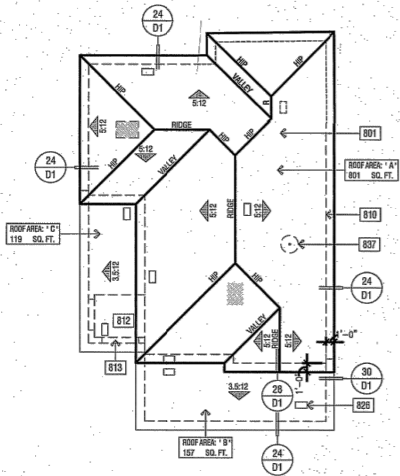 24
D1
HIP
HIP
VALLEY
5:12
R
5:12
HIP
RIDGE
HIP
801
24
D1
5:12
HIP
VALLEY
ROOF AREA: 'A'
801 SQ. FT.
RIDGE
5:12
5:12
810
ROOF AREA: 'C'
119 SQ. FT.
837
3.5:12
HIP
HIP
24
D1
812
VALLEY
5:12
RIDGE
5:12
1'-0"
813
1'-0"
30
D1
3.5:12
28
D1
826
ROOF AREA: 'B'
157 SQ. FT.
24
D1